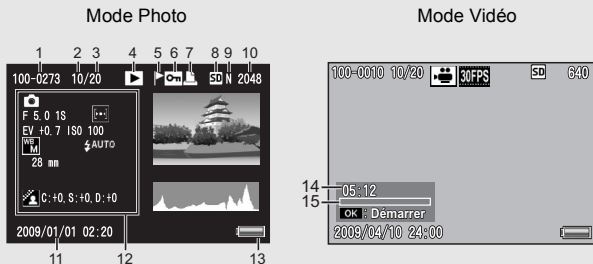 Mode Photo
1 2 3 4 5 6 7 8 9 10
100-0273 10/20 SD N 2048
F 5.0 1S
EV +0.7 ISO 100
WB M AUTO
28 mm
C:+0, S:+0, D:+0
2009/01/01 02:20
11 12 13
Mode Vidéo
100-0010 10/20 30FPS SD 640
14 05:12
15
OK : Démarrer
2009/04/10 24:00